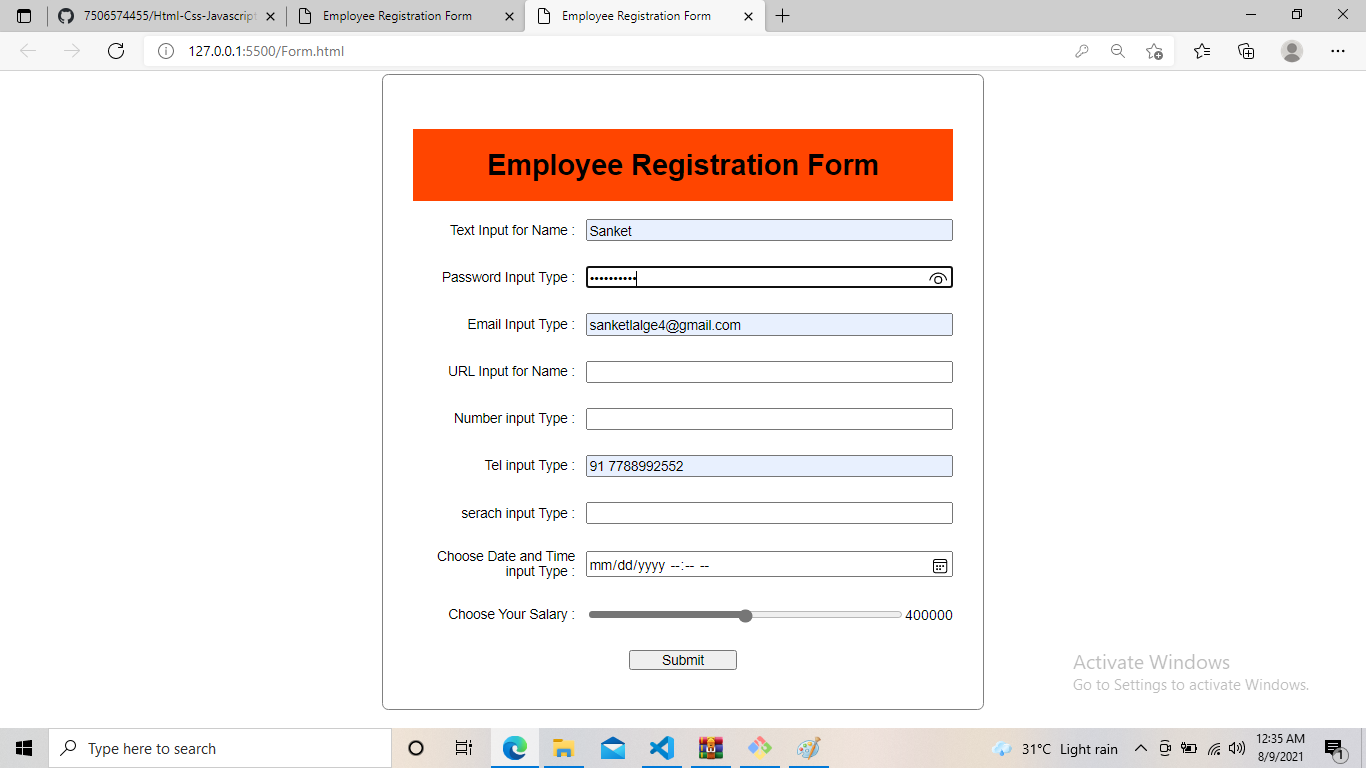 7506574455/Html-Css-Javascript
Employee Registration Form
Employee Registration Form
127.0.0.1:5500/Form.html
Employee Registration Form
Text Input for Name : Sanket
Password Input Type : ••••••••••
Email Input Type : sanketlalge4@gmail.com
URL Input for Name :
Number input Type :
Tel input Type : 91 7788992552
serach input Type :
Choose Date and Time
input Type : mm/dd/yyyy --:-- --
Choose Your Salary : 400000
Submit
Activate Windows
Go to Settings to activate Windows.
Type here to search
31°C Light rain
12:35 AM
8/9/2021
1